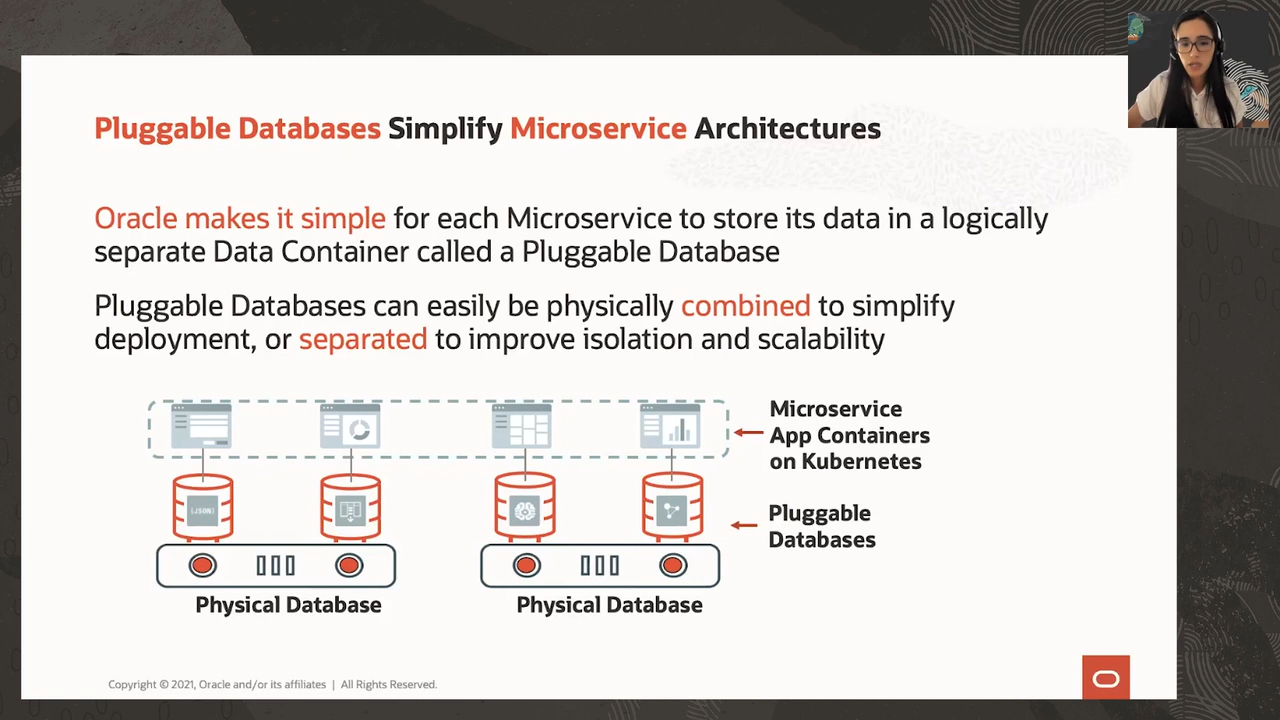 Pluggable Databases Simplify Microservice Architectures
Oracle makes it simple for each Microservice to store its data in a logically
separate Data Container called a Pluggable Database
Pluggable Databases can easily be physically combined to simplify
deployment, or separated to improve isolation and scalability
Microservice
App Containers
on Kubernetes
{JSON}
Pluggable
Databases
Physical Database
Physical Database
Copyright © 2021, Oracle and/or its affiliates | All Rights Reserved.